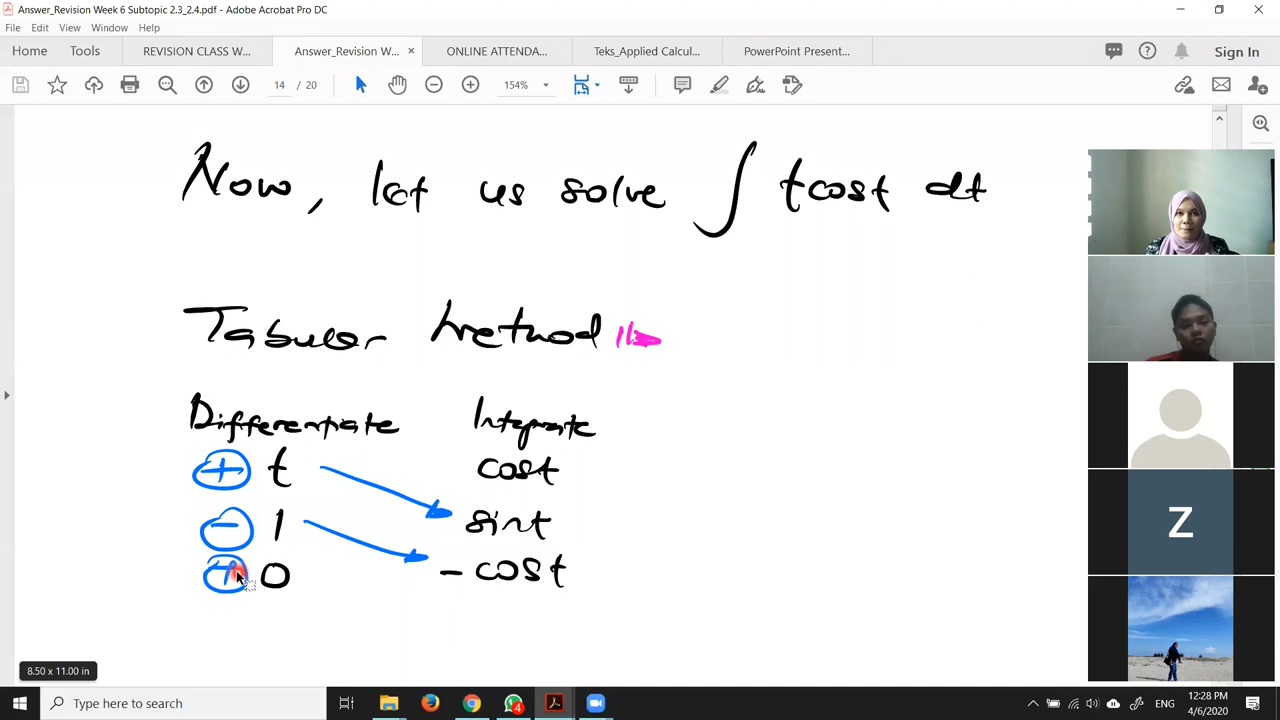 Answer_Revision Week 6 Subtopic 2.3_2.4.pdf - Adobe Acrobat Pro DC
File Edit View Window Help
Home Tools REVISION CLASS W... Answer_Revision W... × ONLINE ATTENDA... Teks_Applied Calcul... PowerPoint Present... Sign In
14 / 20 154%
Now, let us solve ∫ tcost dt
Tabular Method
Differentiate Integrate
+ t cost
- 1 sint
+ 0 - cost
Z
8.50 x 11.00 in
Type here to search
4
ENG
12:28 PM
4/6/2020